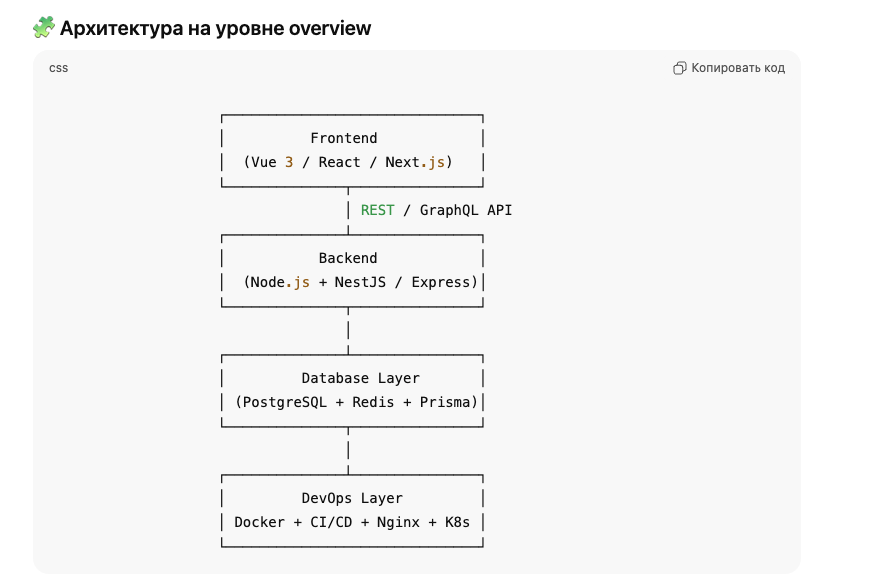 Архитектура на уровне overview
css
Копировать код
Frontend
(Vue 3 / React / Next.js)
REST / GraphQL API
Backend
(Node.js + NestJS / Express)
Database Layer
(PostgreSQL + Redis + Prisma)
DevOps Layer
Docker + CI/CD + Nginx + K8s